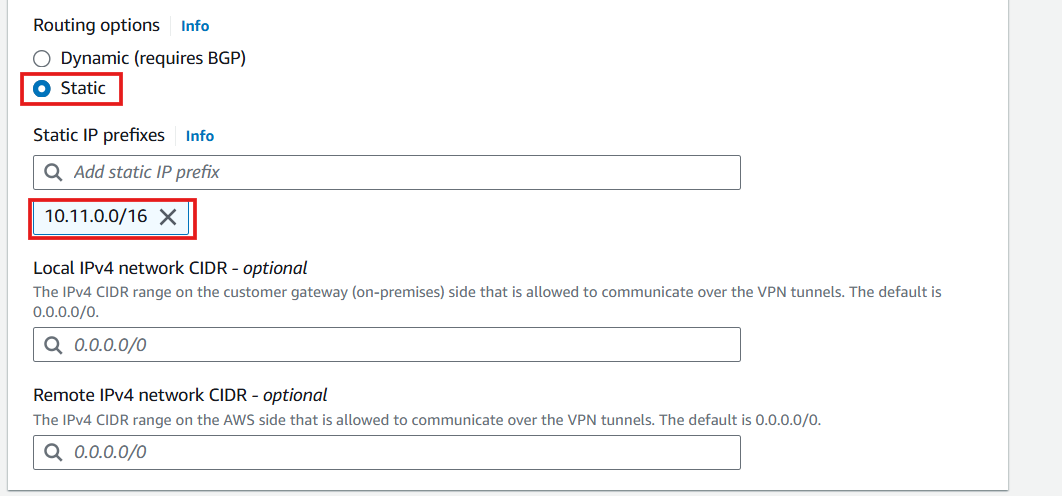 Routing options Info
Dynamic (requires BGP)
Static
Static IP prefixes Info
Add static IP prefix
10.11.0.0/16
Local IPv4 network CIDR - optional
The IPv4 CIDR range on the customer gateway (on-premises) side that is allowed to communicate over the VPN tunnels. The default is
0.0.0.0/0.
0.0.0.0/0
Remote IPv4 network CIDR - optional
The IPv4 CIDR range on the AWS side that is allowed to communicate over the VPN tunnels. The default is 0.0.0.0/0.
0.0.0.0/0